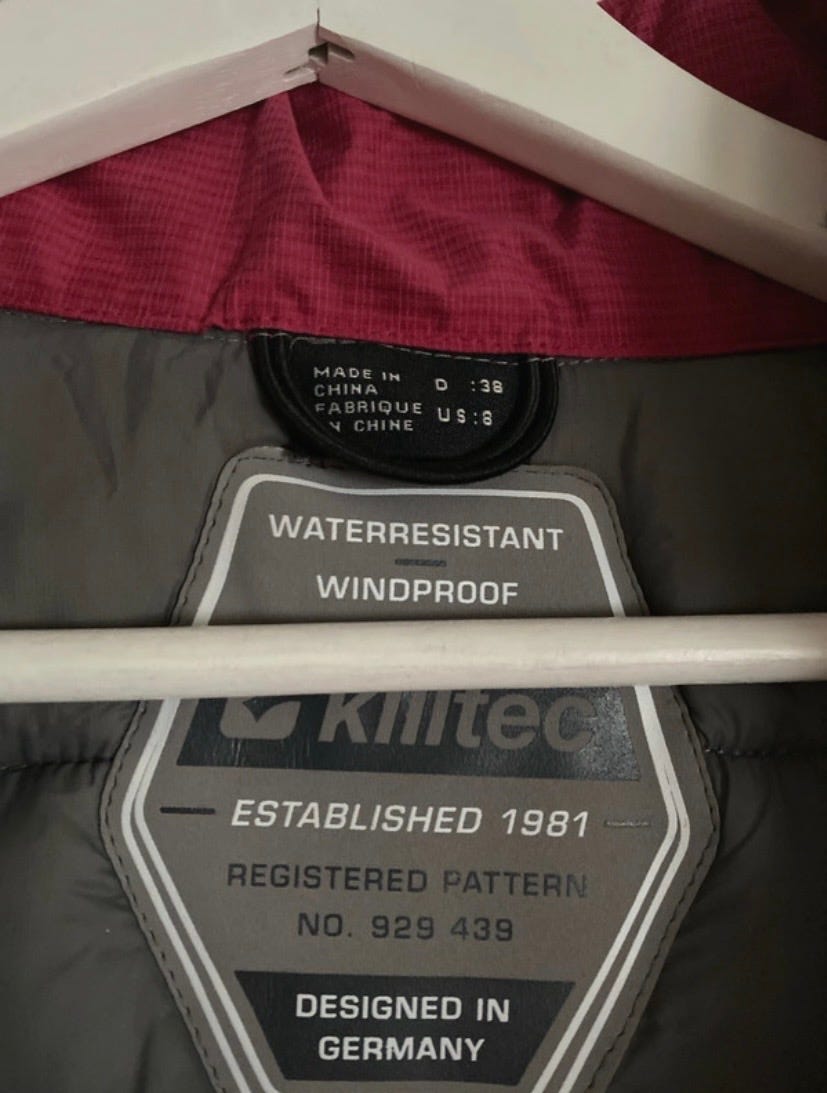 MADE IN
CHINA
FABRIQUE
N CHINE
D :38
US:8
WATERRESISTANT
WINDPROOF
killtec
ESTABLISHED 1981
REGISTERED PATTERN
NO. 929 439
DESIGNED IN
GERMANY